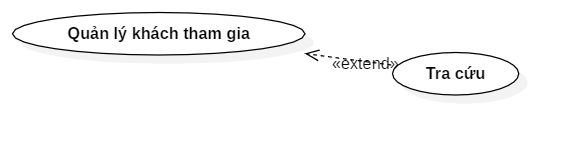 Quản lý khách tham gia
«extend»
Tra cứu